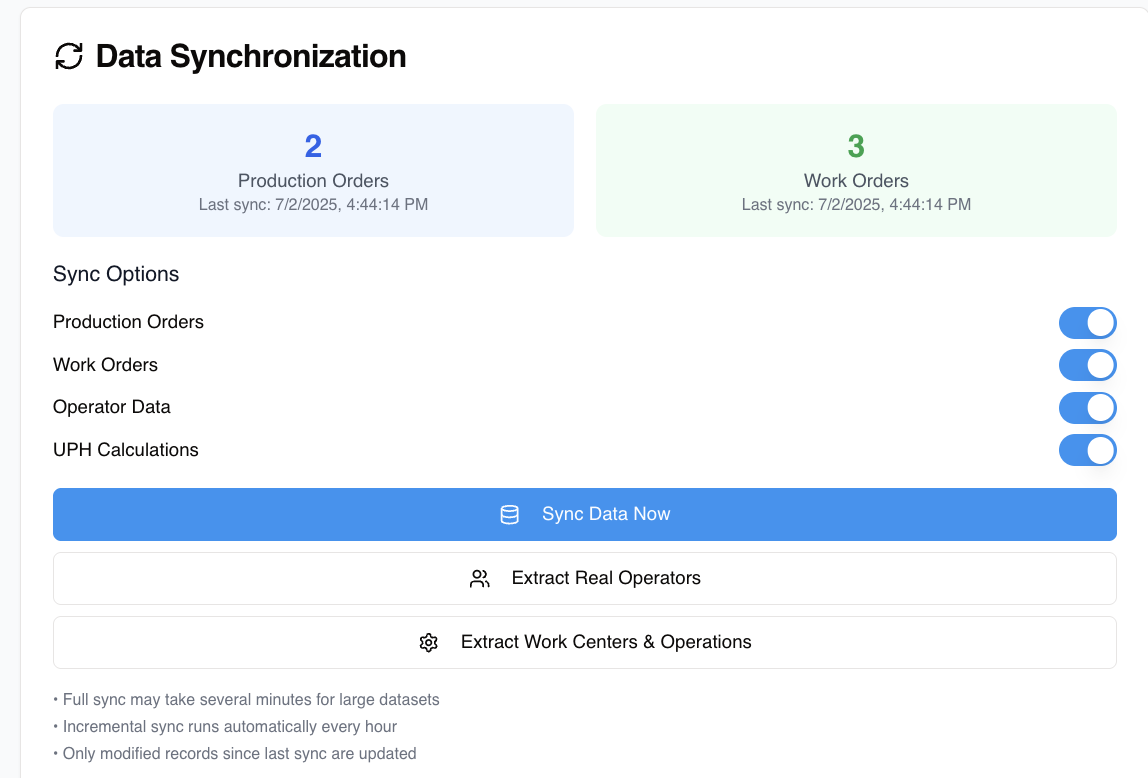 Data Synchronization
2
Production Orders
Last sync: 7/2/2025, 4:44:14 PM
3
Work Orders
Last sync: 7/2/2025, 4:44:14 PM
Sync Options
Production Orders
Work Orders
Operator Data
UPH Calculations
Sync Data Now
Extract Real Operators
Extract Work Centers & Operations
• Full sync may take several minutes for large datasets
• Incremental sync runs automatically every hour
• Only modified records since last sync are updated